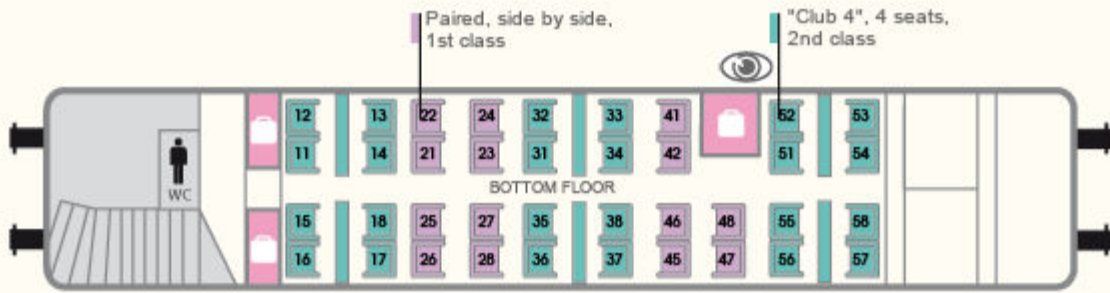 Paired, side by side,
1st class
"Club 4", 4 seats,
2nd class
12 13 22 24 32 33 41 52 53
11 14 21 23 31 34 42 51 54
WC
BOTTOM FLOOR
15 18 25 27 35 38 46 48 55 58
16 17 26 28 36 37 45 47 56 57